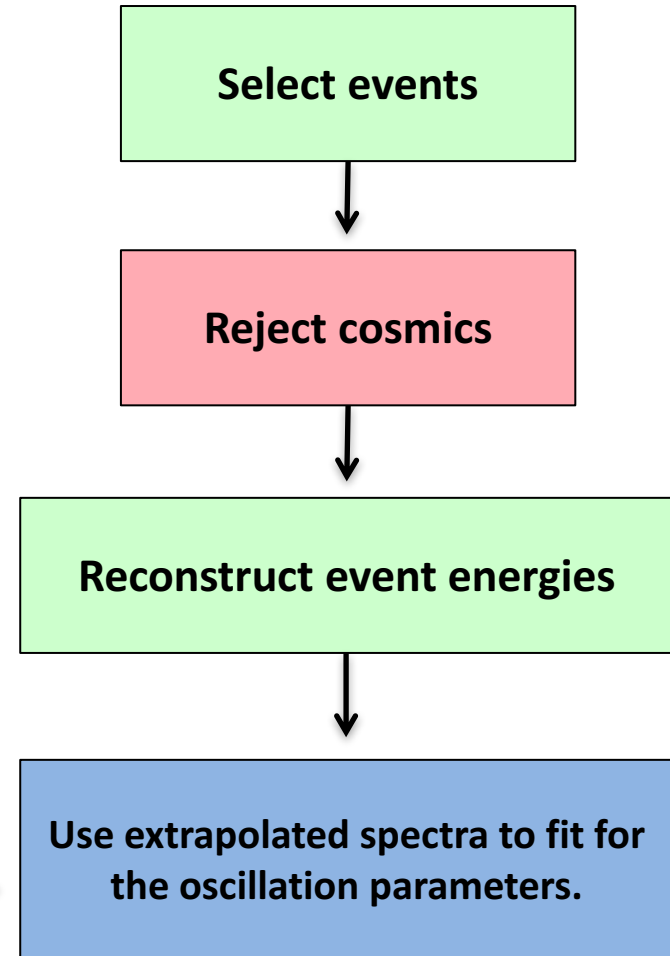 Select events
Reject cosmics
Reconstruct event energies
Use extrapolated spectra to fit for
the oscillation parameters.